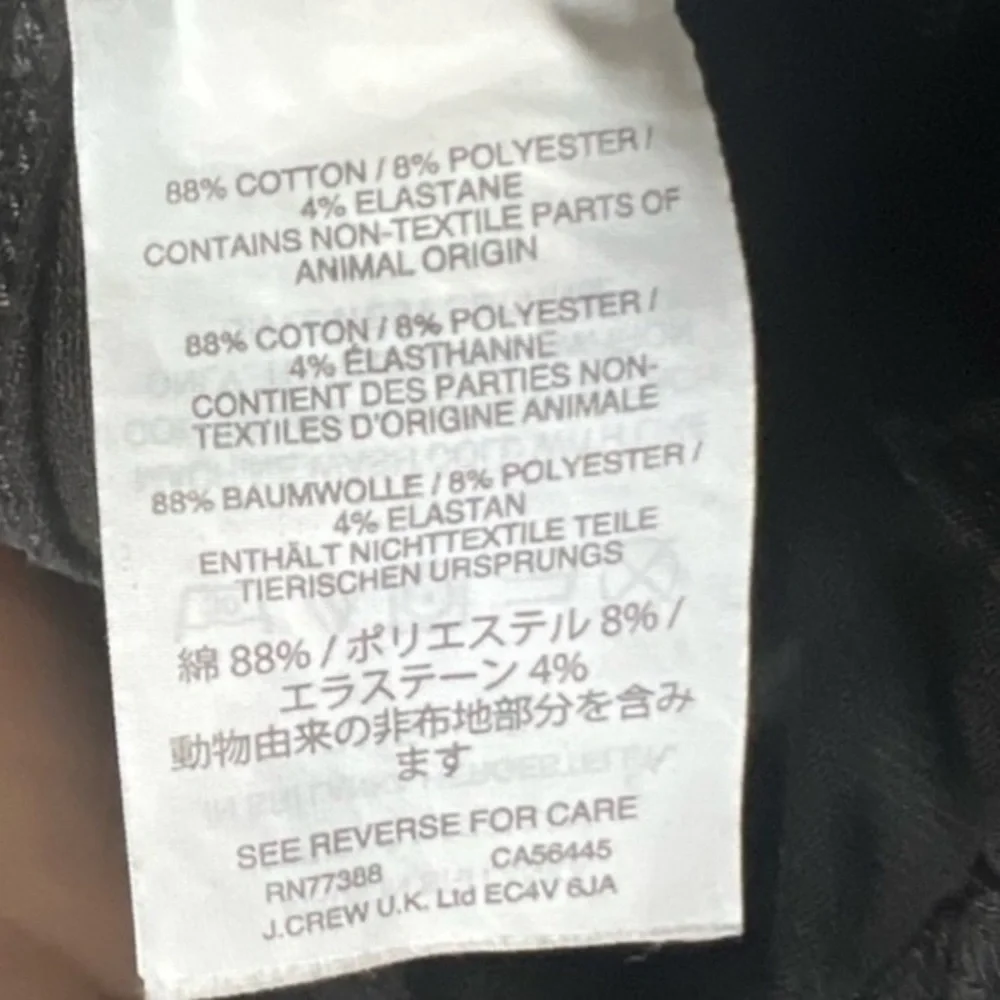 88% COTTON / 8% POLYESTER /
4% ELASTANE
CONTAINS NON-TEXTILE PARTS OF
ANIMAL ORIGIN
88% COTON / 8% POLYESTER /
4% ÉLASTHANNE
CONTIENT DES PARTIES NON-
TEXTILES D'ORIGINE ANIMALE
88% BAUMWOLLE / 8% POLYESTER /
4% ELASTAN
ENTHÄLT NICHTTEXTILE TEILE
TIERISCHEN URSPRUNGS
綿 88% / ポリエステル 8% /
エラステーン 4%
動物由来の非布地部分を含み
ます
SEE REVERSE FOR CARE
RN77388 CA56445
J.CREW U.K. Ltd EC4V 6JA